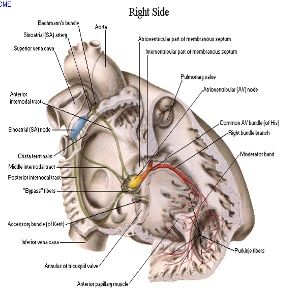 OME
Right Side
Bachmann's bundle
Aorta
Sinoatrial (SA) artery
Superior vena cava
Atrioventricular part of membranous septum
Interventricular part of membranous septum
Pulmonary valve
Atrioventricular (AV) node
Anterior
internodal tract
Common AV bundle (of His)
Right bundle branch
Sinoatrial (SA) node
Moderator band
Crista terminalis
Middle internodal tract
Posterior internodal tract
"Bypass" fibers
Accessory bundle (of Kent)
Inferior vena cava
Purkinje fibers
Annulus of tricuspid valve
Anterior papillary muscle